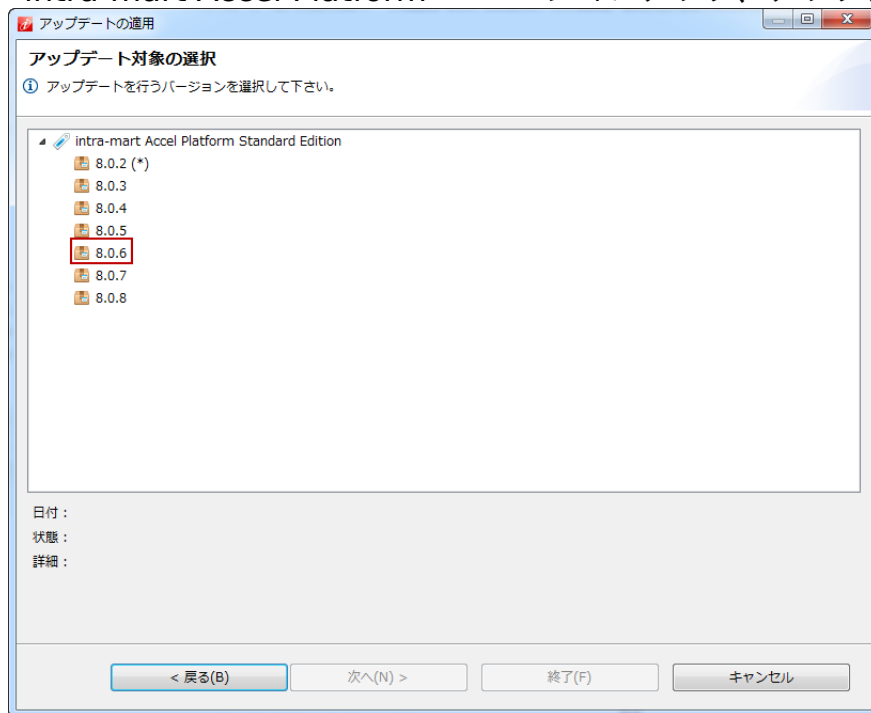 intra-mart Accel Platform
アップデートの適用
アップデート対象の選択
アップデートを行うバージョンを選択して下さい。
intra-mart Accel Platform Standard Edition
8.0.2 (*)
8.0.3
8.0.4
8.0.5
8.0.6
8.0.7
8.0.8
日付：
状態：
詳細：
< 戻る(B)
次へ(N) >
終了(F)
キャンセル